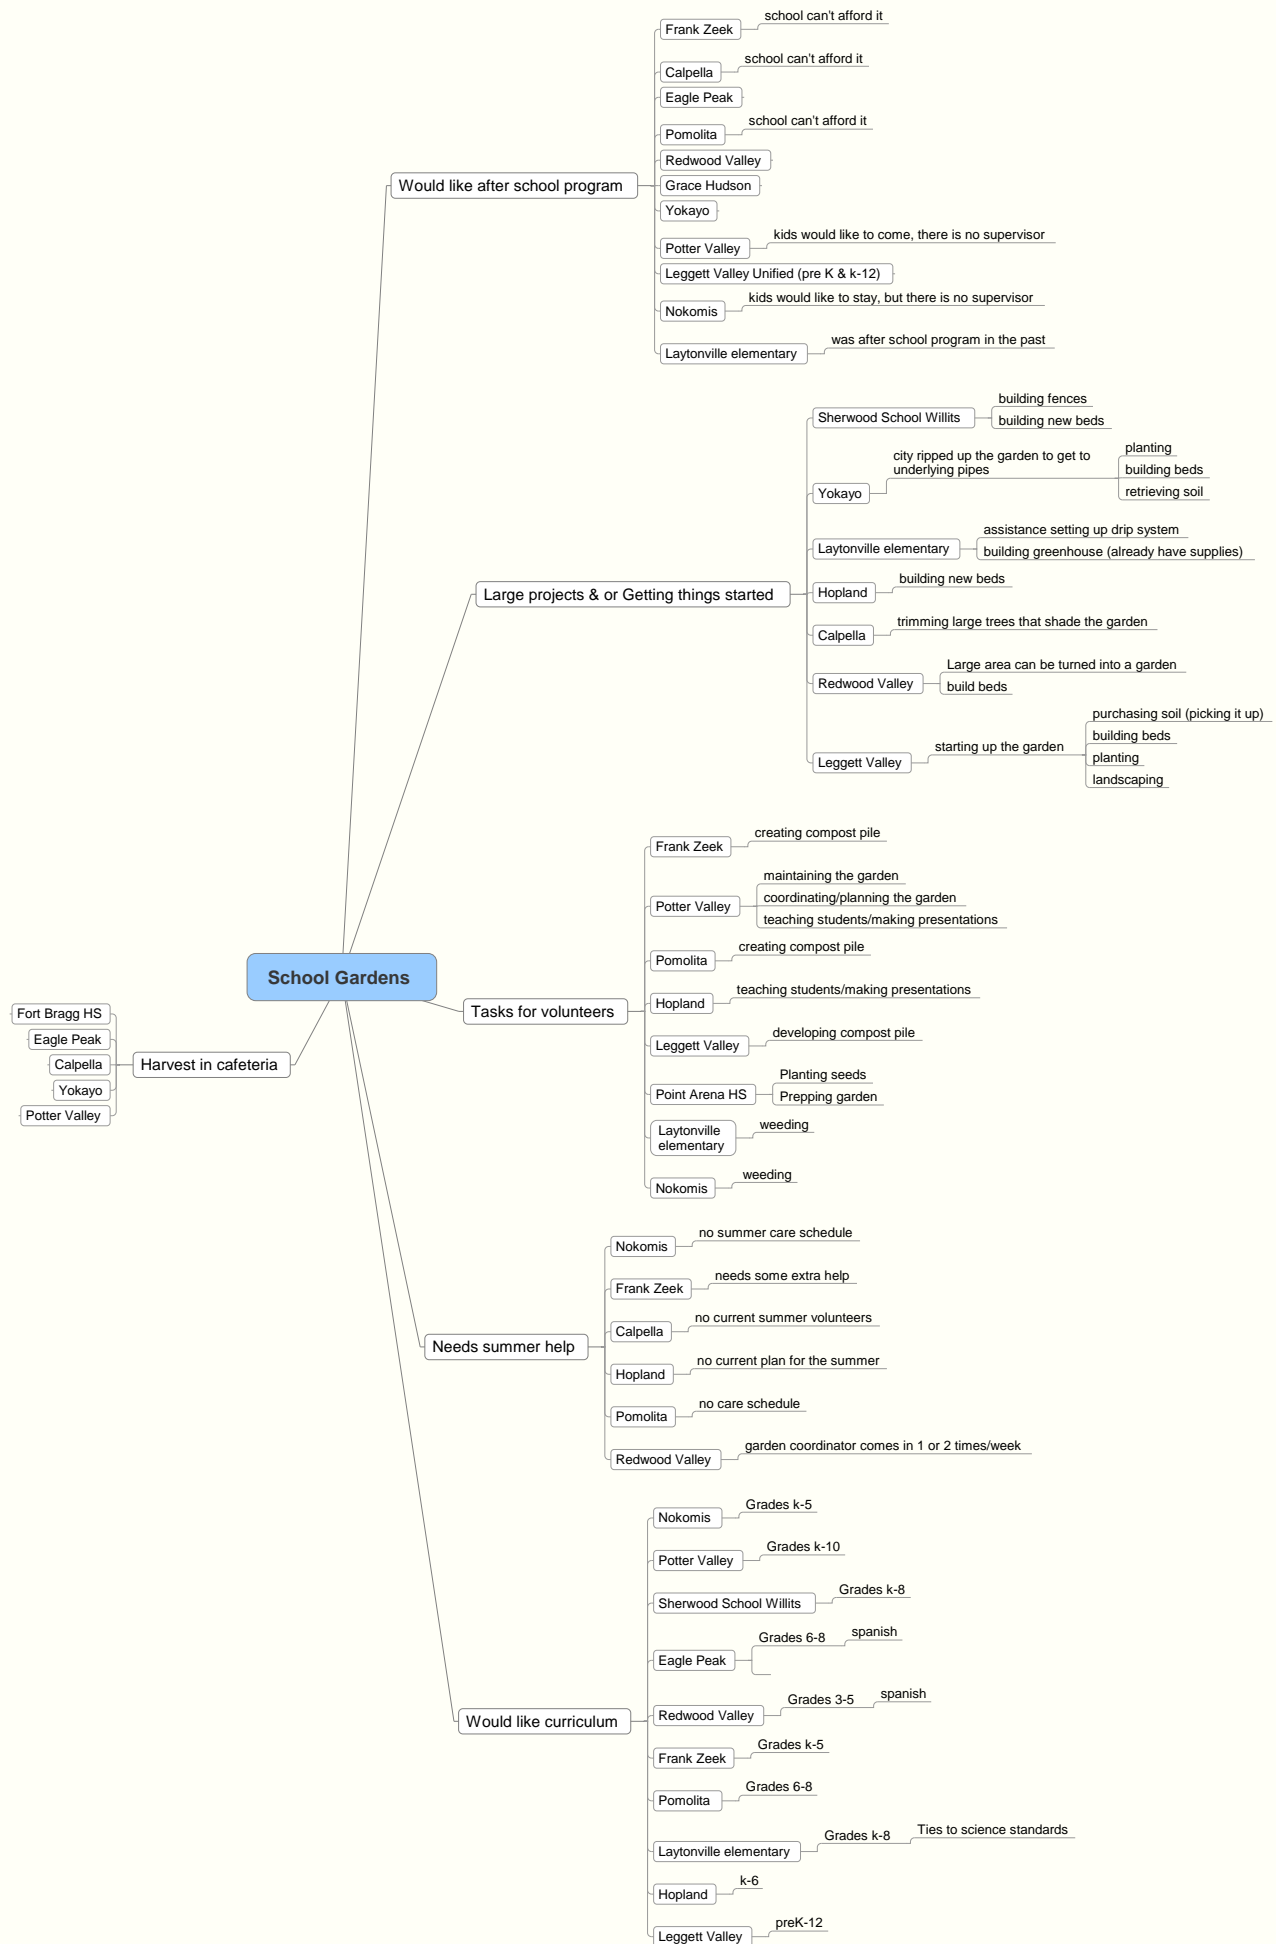 School Gardens
Would like after school program
Frank Zeek
school can't afford it
Calpella
school can't afford it
Eagle Peak
Pomolita
school can't afford it
Redwood Valley
Grace Hudson
Yokayo
Potter Valley
kids would like to come, there is no supervisor
Leggett Valley Unified (pre K & k-12)
Nokomis
kids would like to stay, but there is no supervisor
Laytonville elementary
was after school program in the past
Large projects & or Getting things started
Sherwood School Willits
building fences
building new beds
Yokayo
city ripped up the garden to get to
underlying pipes
planting
building beds
retrieving soil
Laytonville elementary
assistance setting up drip system
building greenhouse (already have supplies)
Hopland
building new beds
Calpella
trimming large trees that shade the garden
Redwood Valley
Large area can be turned into a garden
build beds
Leggett Valley
starting up the garden
purchasing soil (picking it up)
building beds
planting
landscaping
Tasks for volunteers
Frank Zeek
creating compost pile
Potter Valley
maintaining the garden
coordinating/planning the garden
teaching students/making presentations
Pomolita
creating compost pile
Hopland
teaching students/making presentations
Leggett Valley
developing compost pile
Point Arena HS
Planting seeds
Prepping garden
Laytonville
elementary
weeding
Nokomis
weeding
Harvest in cafeteria
Fort Bragg HS
Eagle Peak
Calpella
Yokayo
Potter Valley
Needs summer help
Nokomis
no summer care schedule
Frank Zeek
needs some extra help
Calpella
no current summer volunteers
Hopland
no current plan for the summer
Pomolita
no care schedule
Redwood Valley
garden coordinator comes in 1 or 2 times/week
Would like curriculum
Nokomis
Grades k-5
Potter Valley
Grades k-10
Sherwood School Willits
Grades k-8
Eagle Peak
Grades 6-8
spanish
Redwood Valley
Grades 3-5
spanish
Frank Zeek
Grades k-5
Pomolita
Grades 6-8
Laytonville elementary
Grades k-8
Ties to science standards
Hopland
k-6
Leggett Valley
preK-12